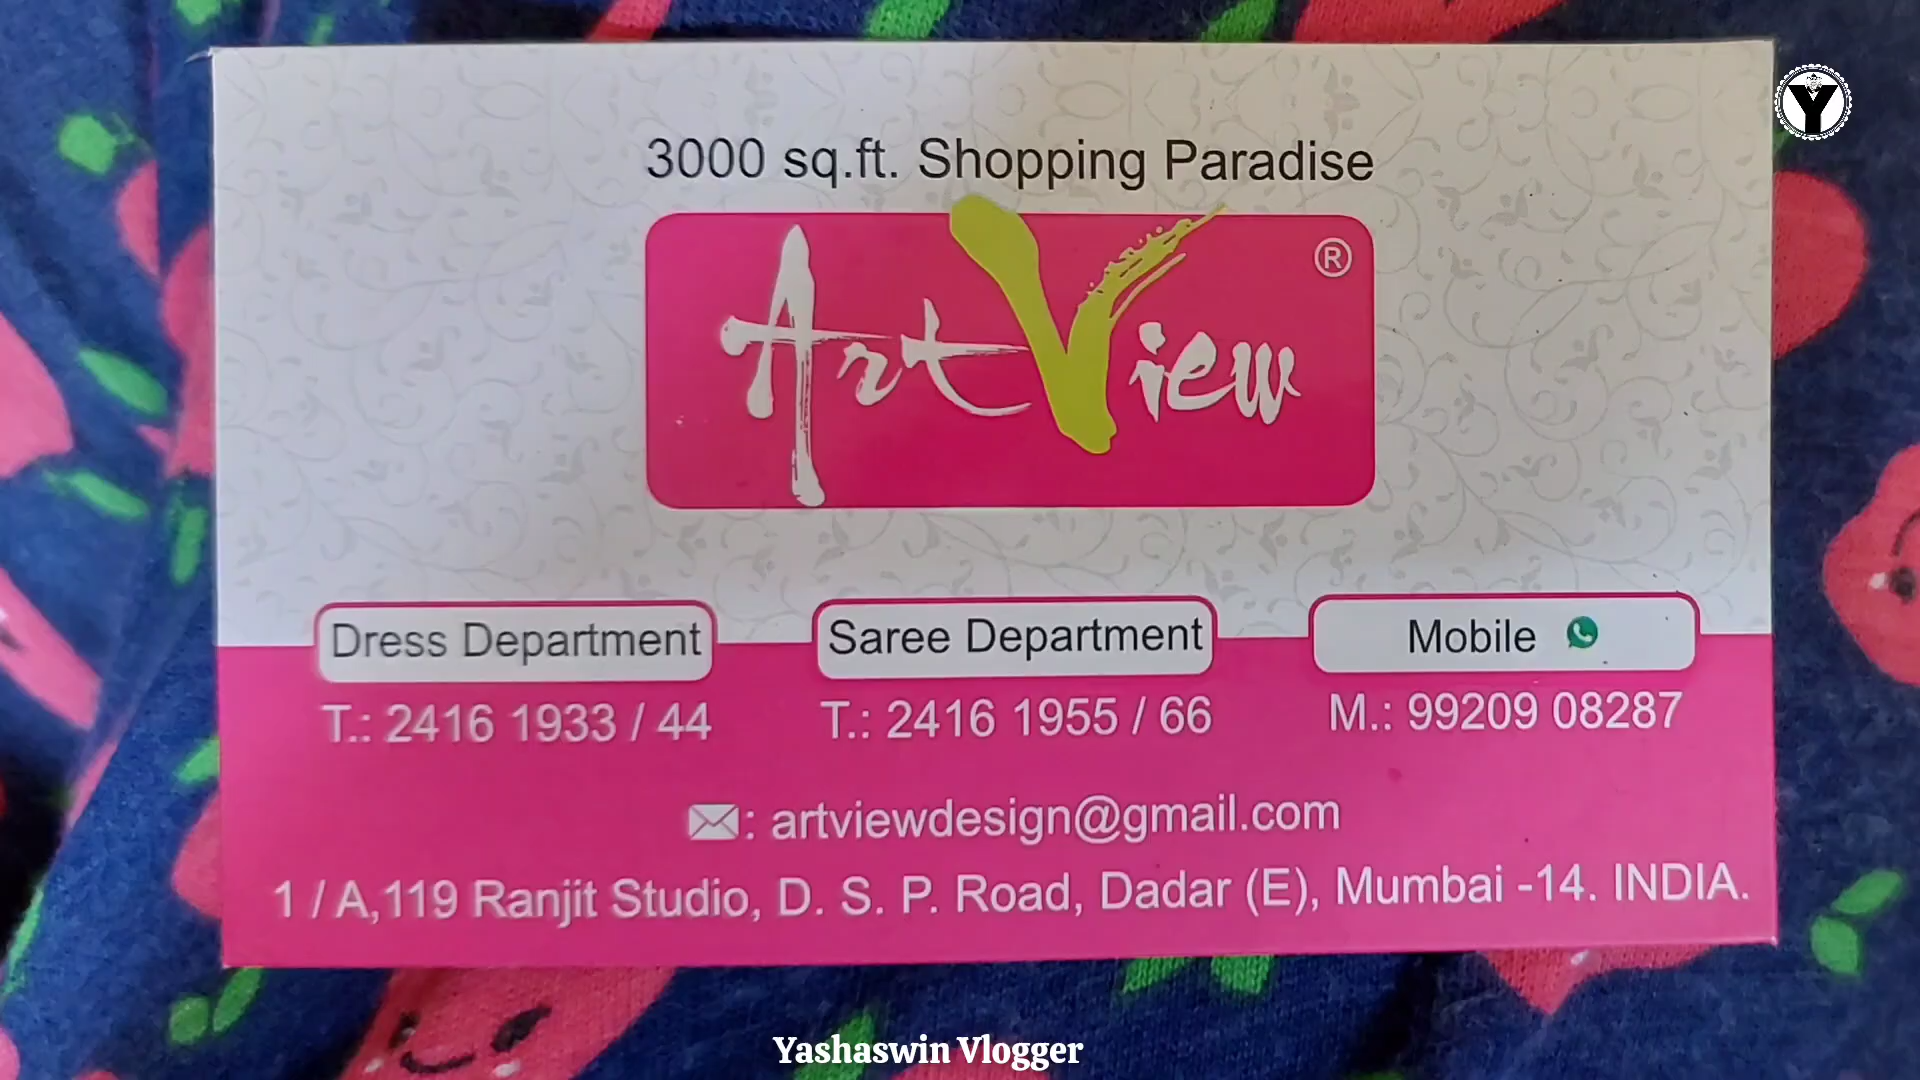 Y
3000 sq.ft. Shopping Paradise
ArtView ®
Dress Department
T.: 2416 1933 / 44
Saree Department
T.: 2416 1955 / 66
Mobile
M.: 99209 08287
: artviewdesign@gmail.com
1 / A,119 Ranjit Studio, D. S. P. Road, Dadar (E), Mumbai -14. INDIA.
Yashaswin Vlogger